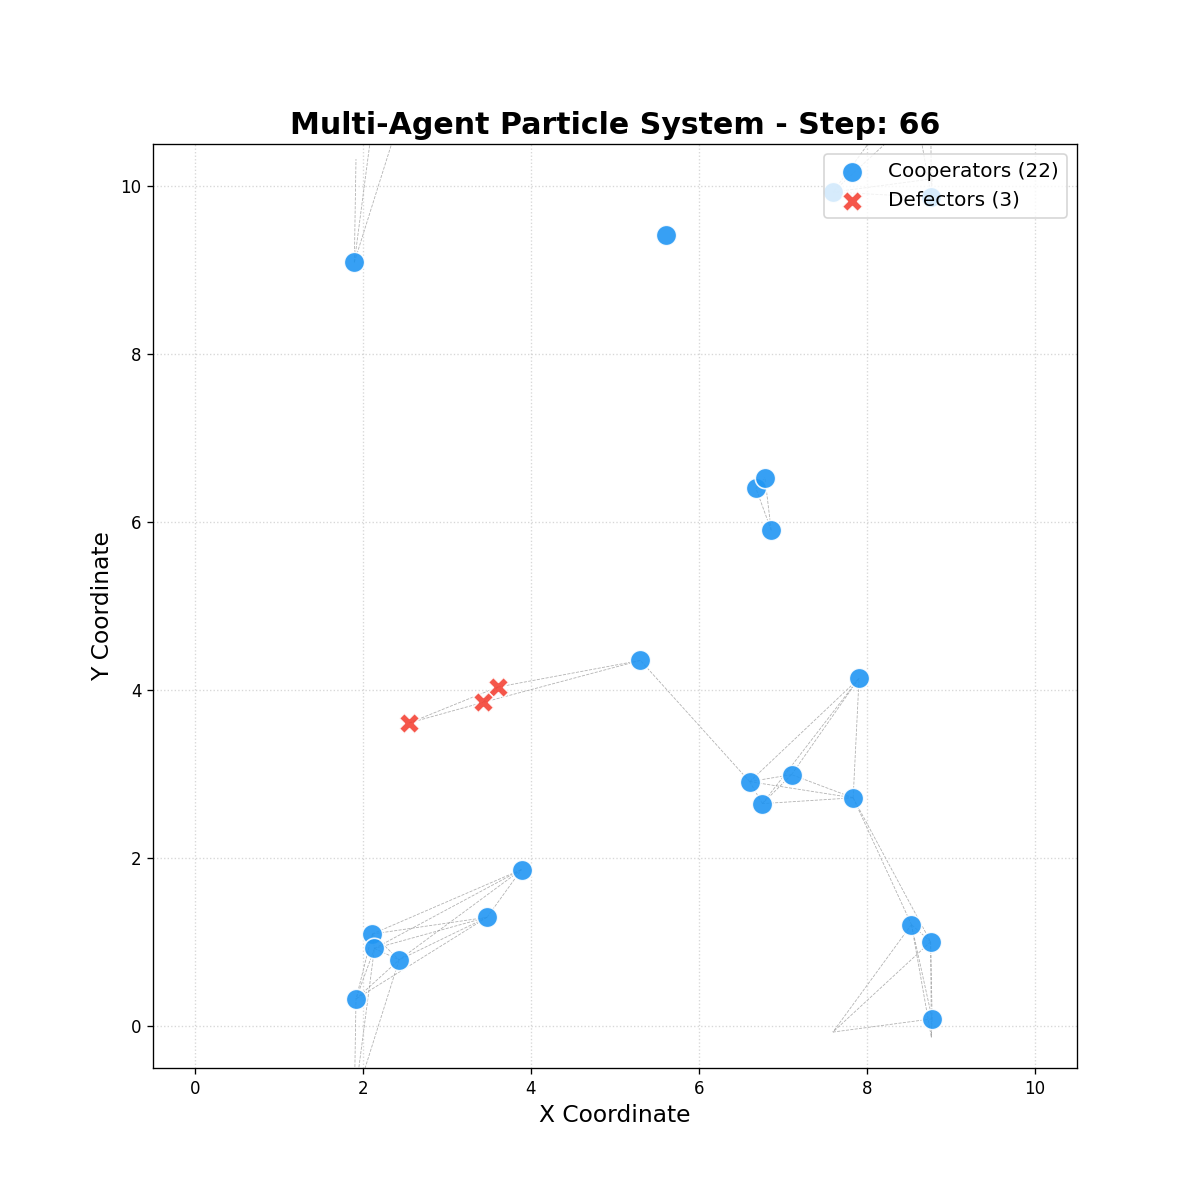 Multi-Agent Particle System - Step: 66
Cooperators (22)
Defectors (3)
10
8
6
4
2
0
Y Coordinate
0 2 4 6 8 10
X Coordinate